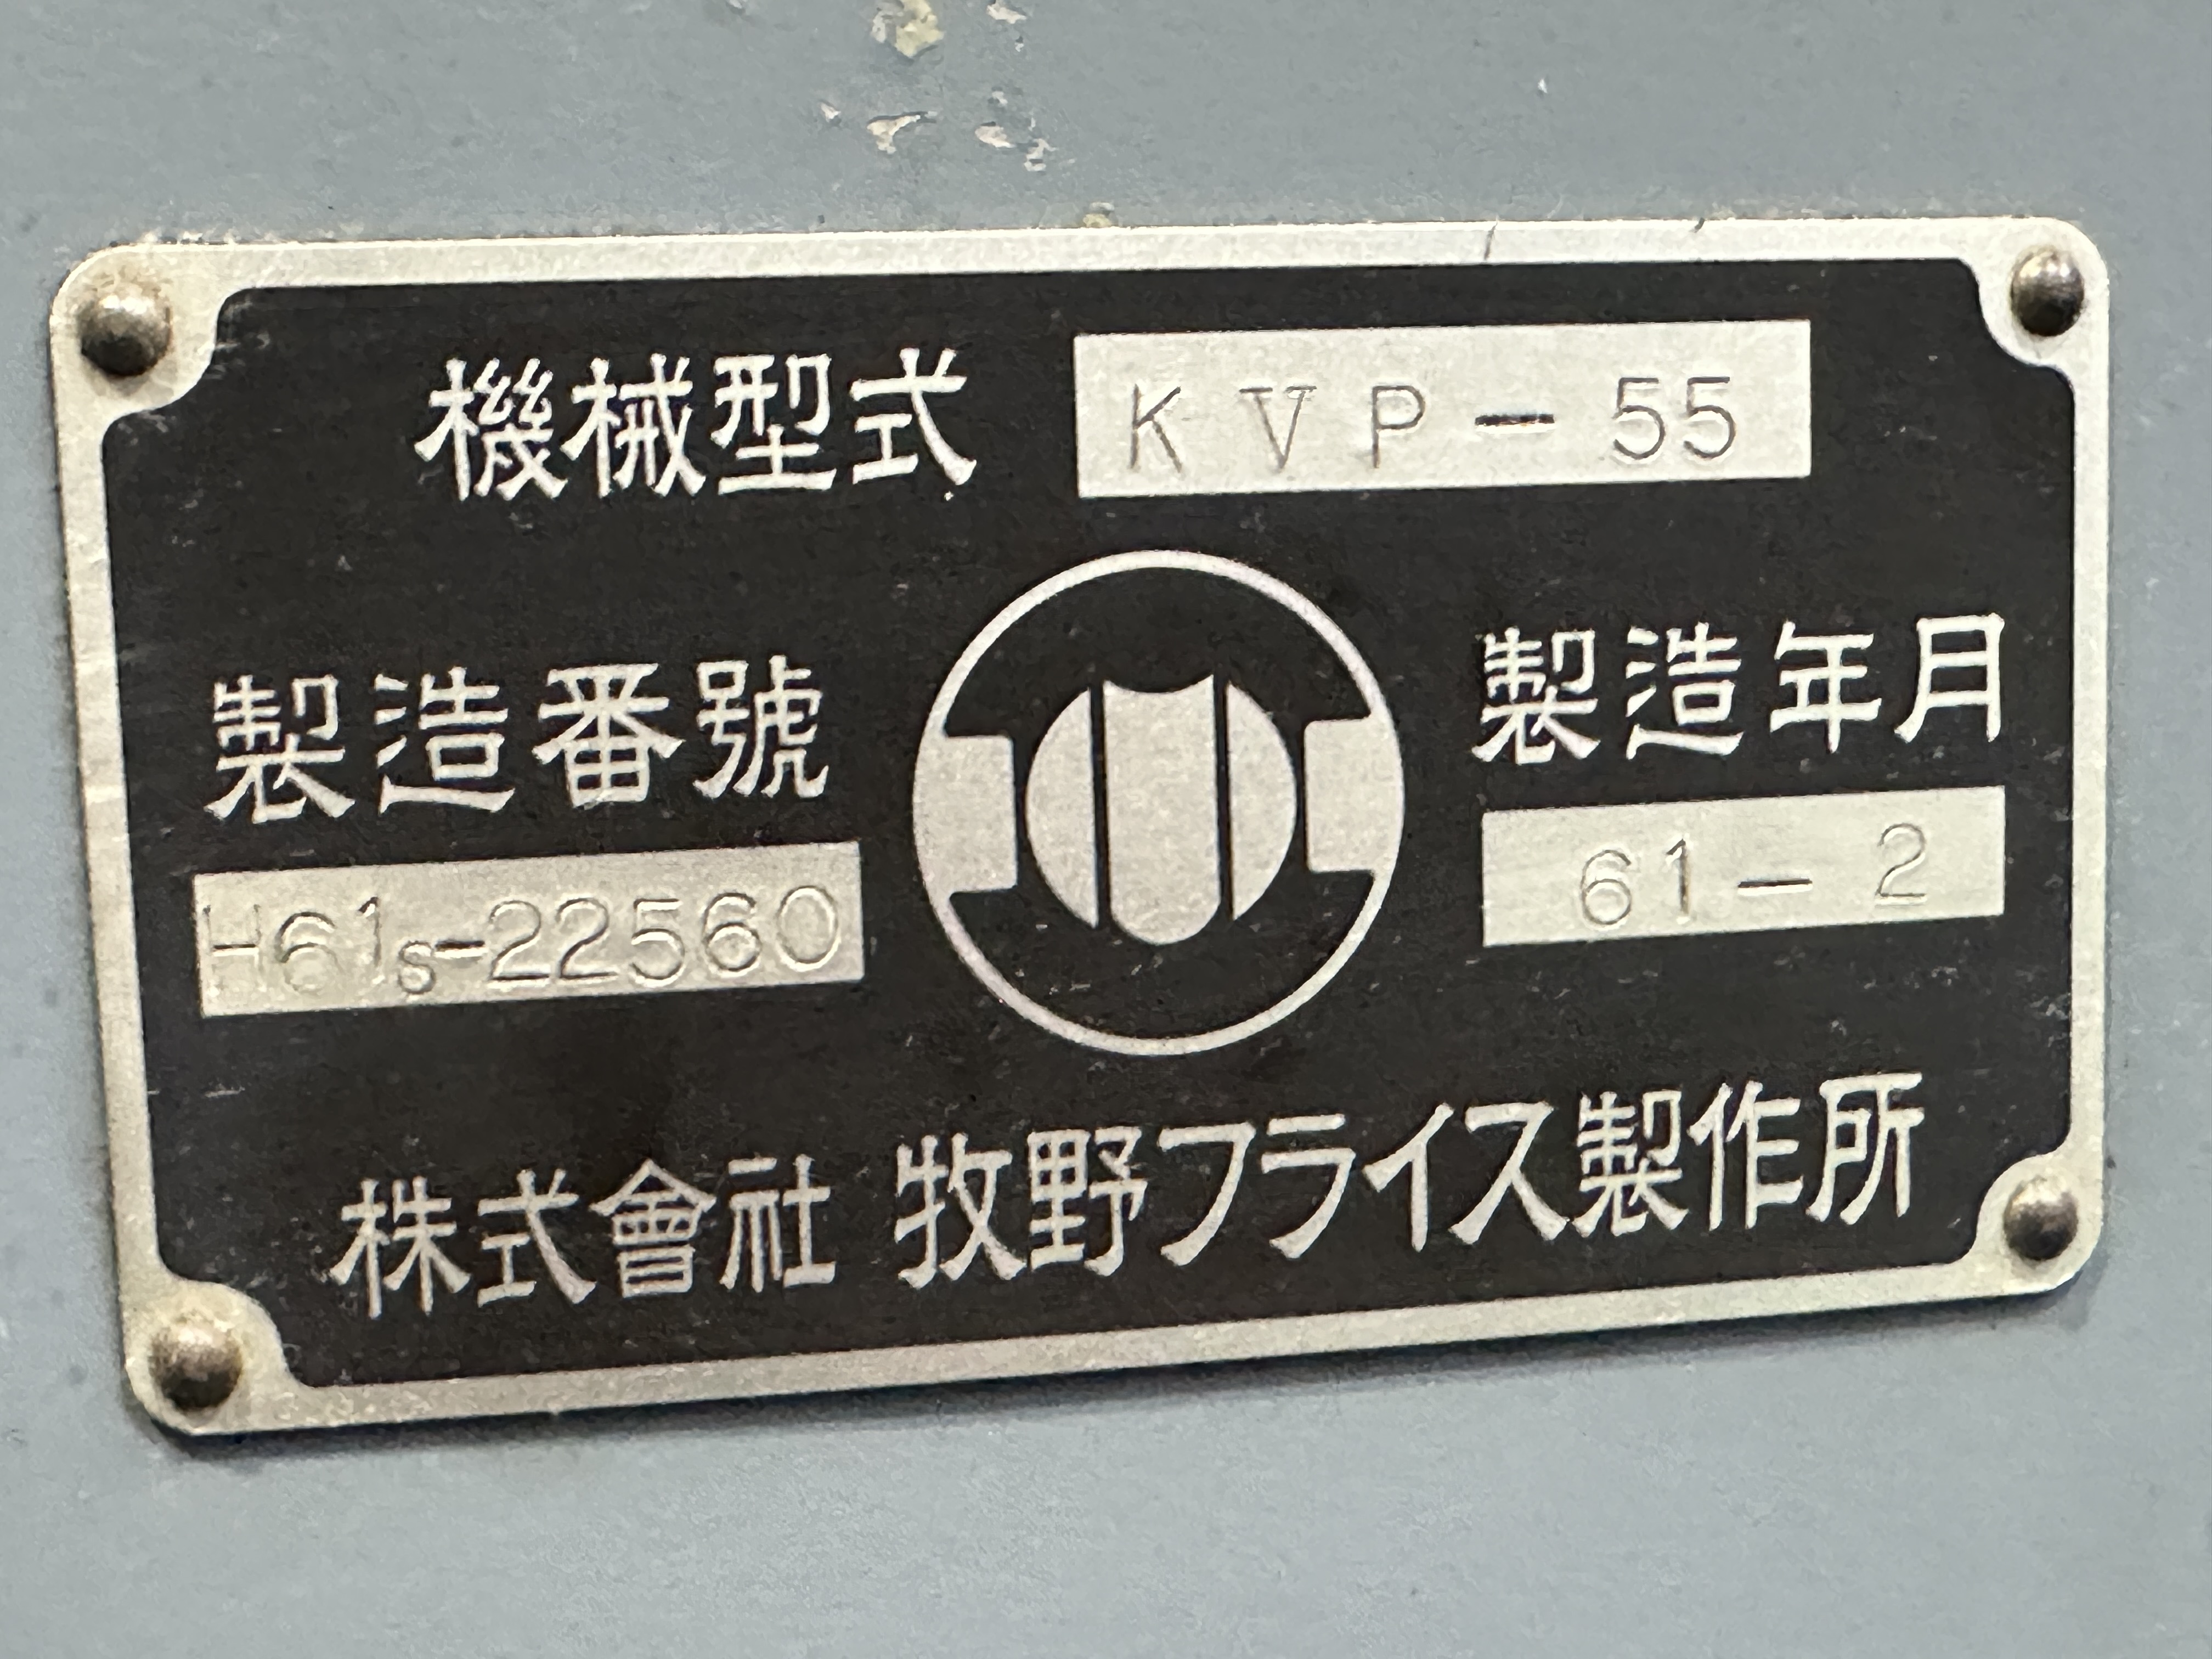 機械型式 KVP-55
製造番號
H61s-22560
製造年月
61-2
株式會社 牧野フライス製作所